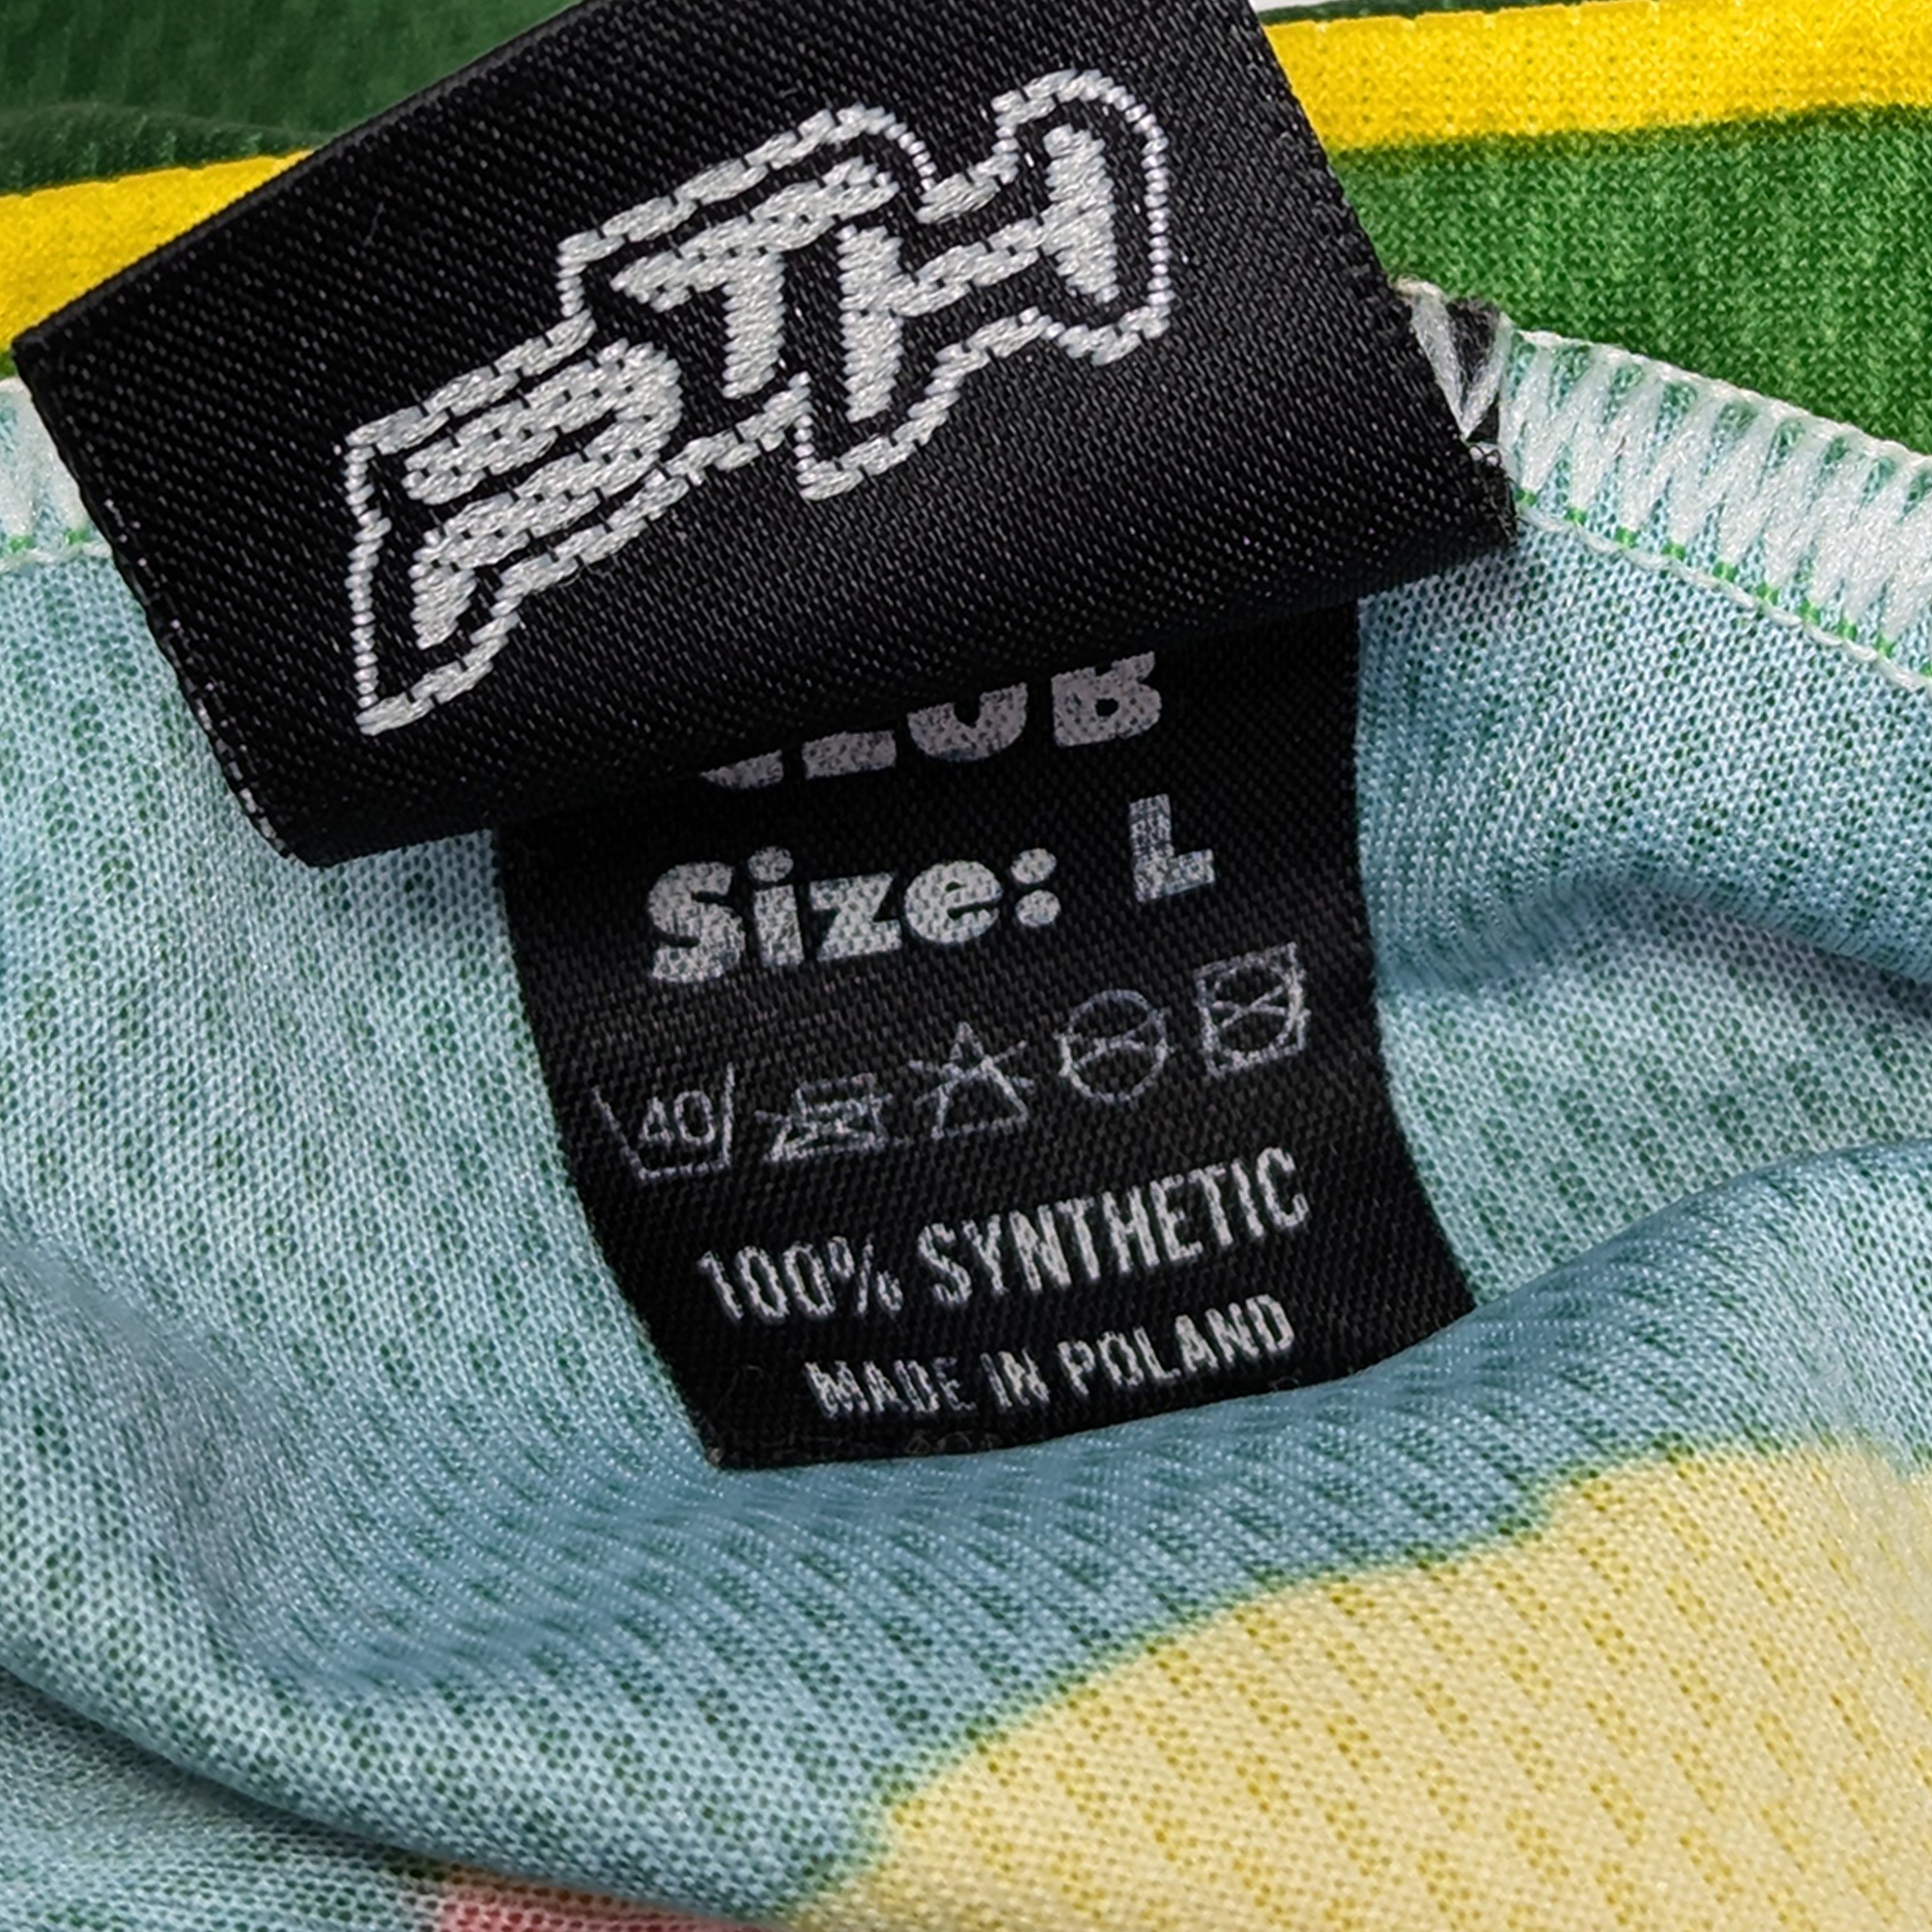 Size: L
40
100% SYNTHETIC
MADE IN POLAND